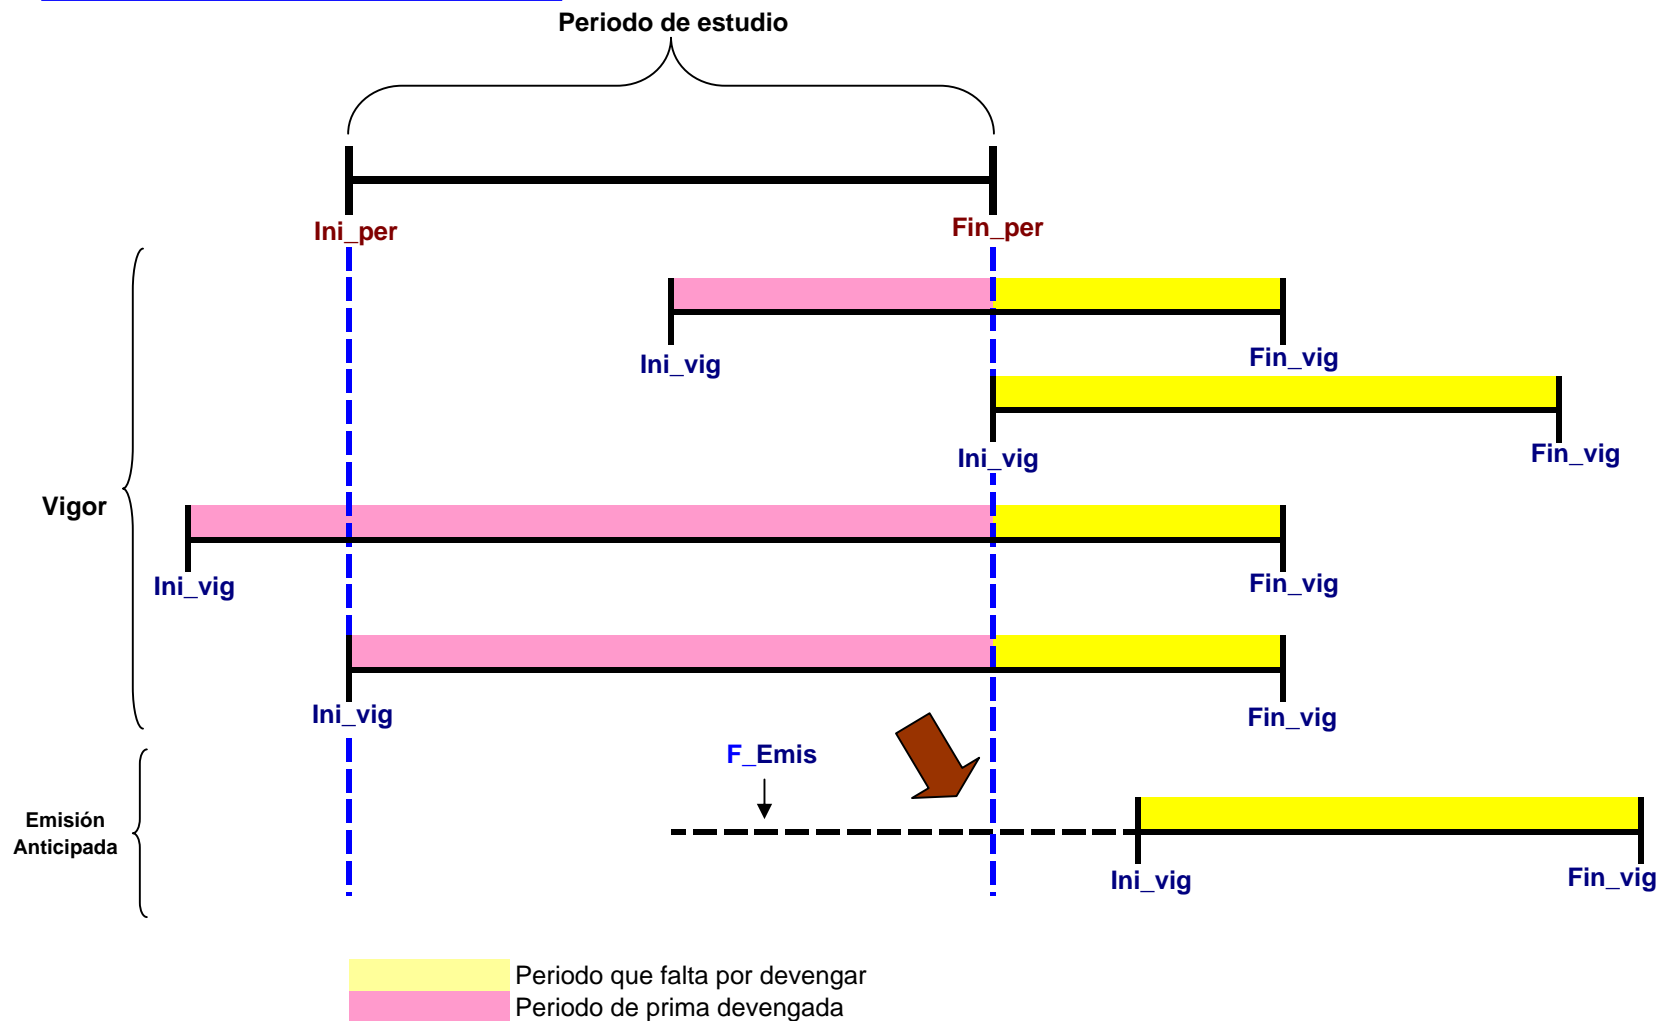 Periodo de estudio
Ini_per
Fin_per
Ini_vig
Fin_vig
Ini_vig
Fin_vig
Vigor
Ini_vig
Fin_vig
Ini_vig
Fin_vig
F_Emis
Emisión
Anticipada
Ini_vig
Fin_vig
Periodo que falta por devengar
Periodo de prima devengada